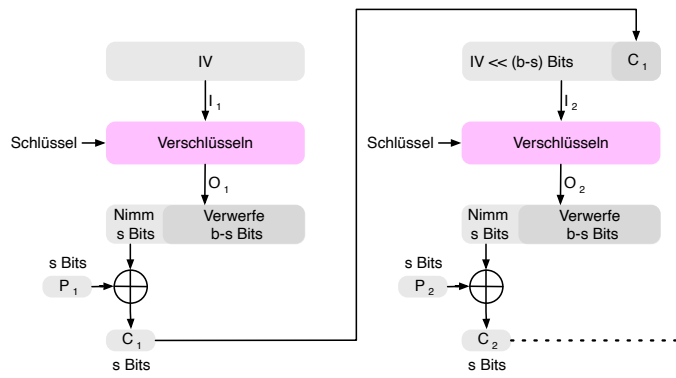 IV
I 1
Schlüssel
Verschlüsseln
O 1
Nimm
s Bits
Verwerfe
b-s Bits
s Bits
P 1
C 1
s Bits
IV << (b-s) Bits
C 1
I 2
Schlüssel
Verschlüsseln
O 2
Nimm
s Bits
Verwerfe
b-s Bits
s Bits
P 2
C 2
s Bits